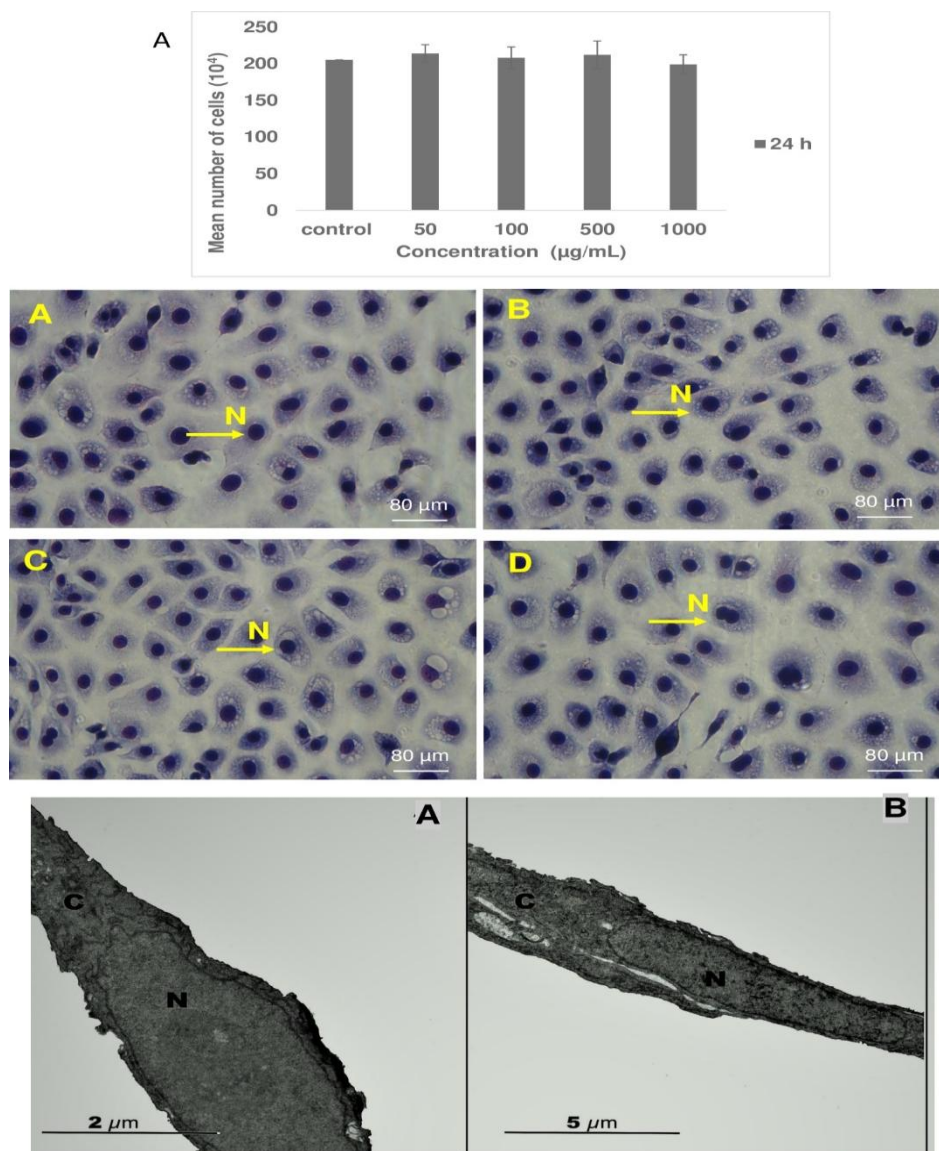 A
Mean number of cells (10⁴)
250
200
150
100
50
0
control 50 100 500 1000
Concentration (µg/mL)
24 h
A
N
80 µm
B
N
80 µm
C
N
80 µm
D
N
80 µm
A
C
N
2 µm
B
C
N
5 µm